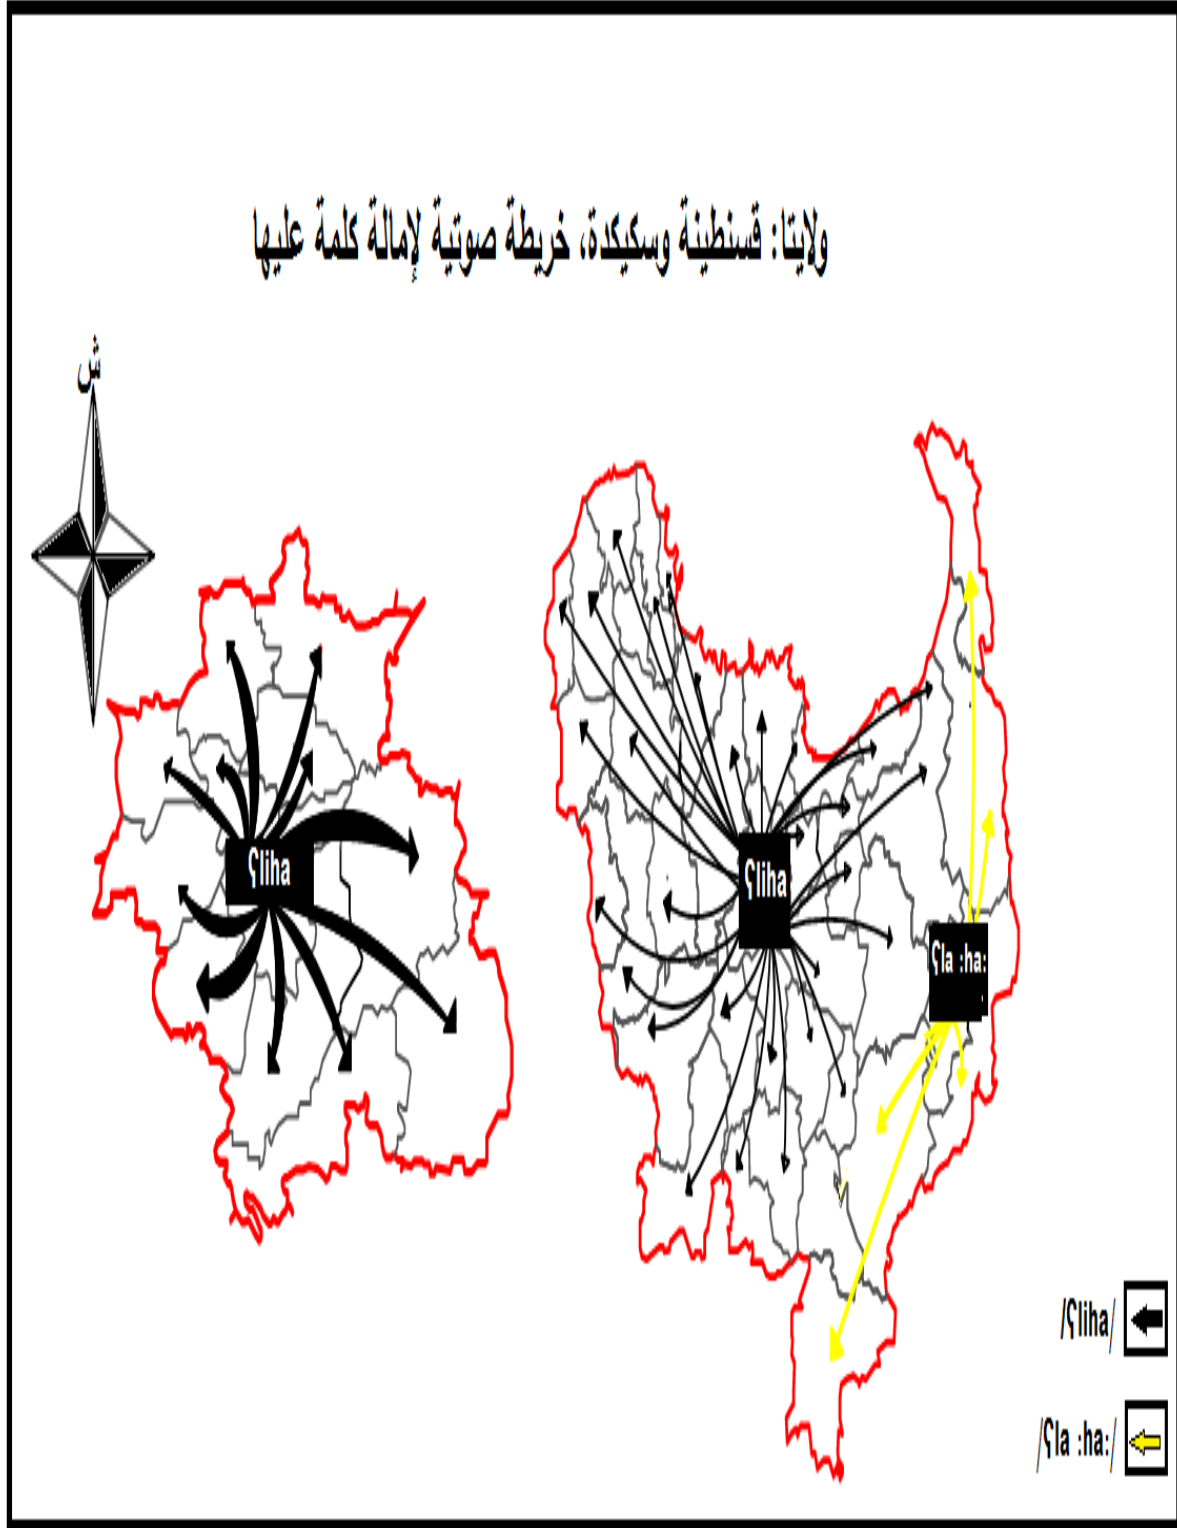 ولايتا: قسنطينة وسكيكدة، خريطة صوتية لإمالة كلمة عليها
ش
ʕliha
ʕliha
ʕla :ha:
/ʕliha/
/ʕla :ha:/